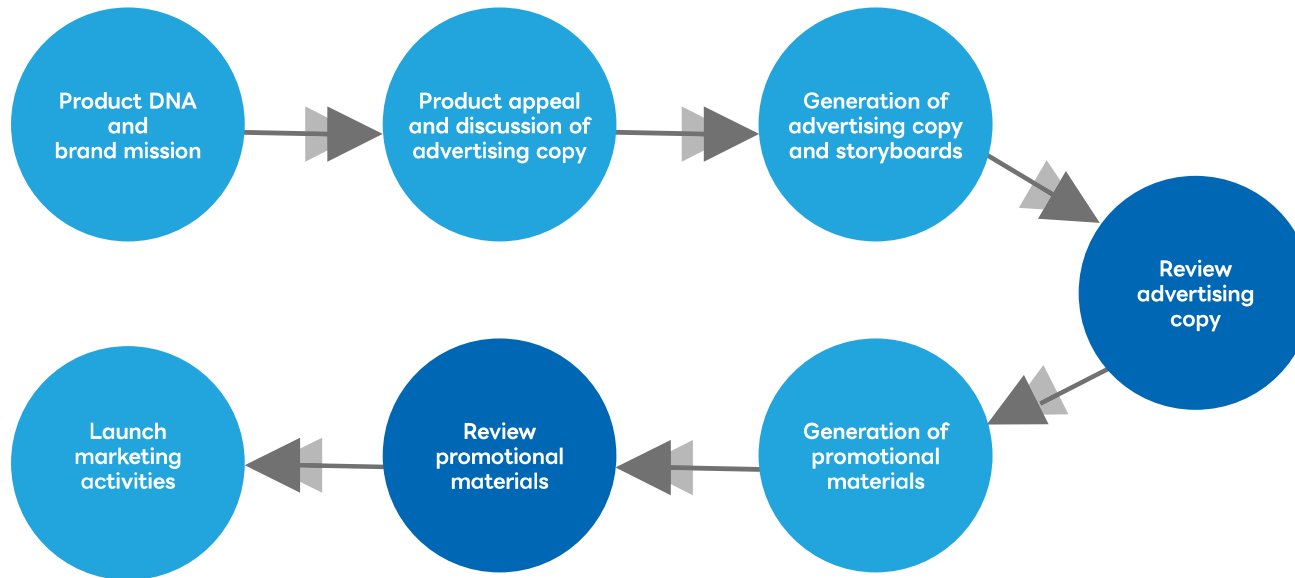 Product DNA
and
brand mission
Product appeal
and discussion of
advertising copy
Generation of
advertising copy
and storyboards
Review
advertising
copy
Generation of
promotional
materials
Review
promotional
materials
Launch
marketing
activities